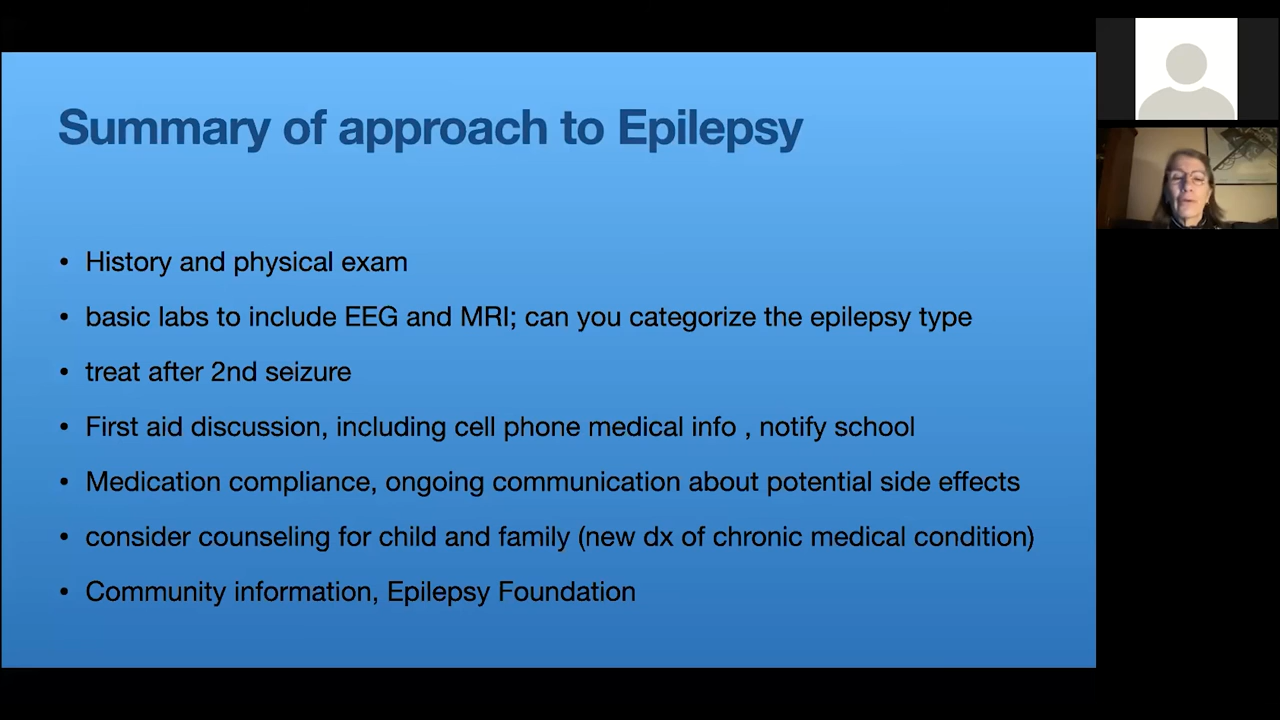 Summary of approach to Epilepsy
• History and physical exam
• basic labs to include EEG and MRI; can you categorize the epilepsy type
• treat after 2nd seizure
• First aid discussion, including cell phone medical info , notify school
• Medication compliance, ongoing communication about potential side effects
• consider counseling for child and family (new dx of chronic medical condition)
• Community information, Epilepsy Foundation